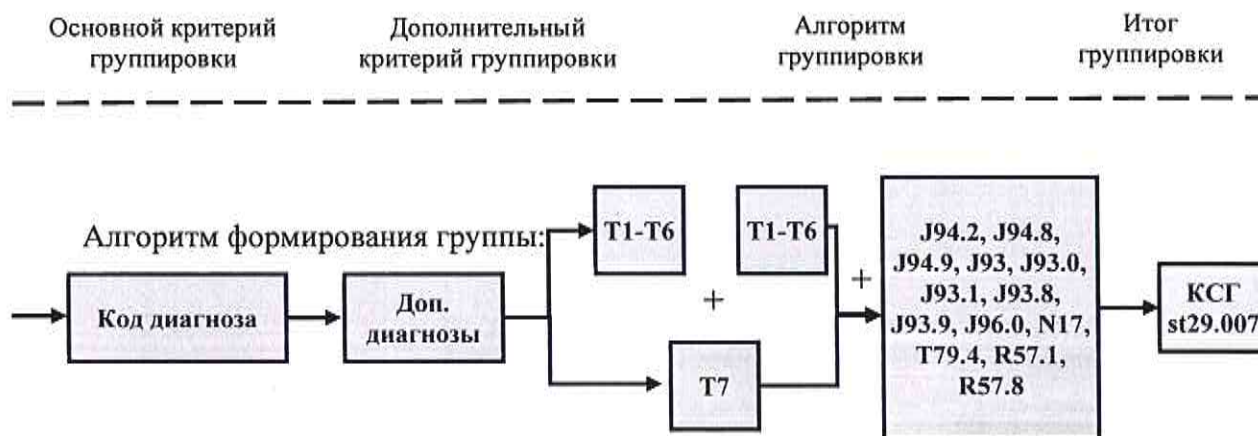 Основной критерий
группировки
Дополнительный
критерий группировки
Алгоритм
группировки
Итог
группировки
Алгоритм формирования группы:
Код диагноза
Доп.
диагнозы
T1-T6
+
T1-T6
T7
+
J94.2, J94.8,
J94.9, J93, J93.0,
J93.1, J93.8,
J93.9, J96.0, N17,
T79.4, R57.1,
R57.8
КСГ
st29.007